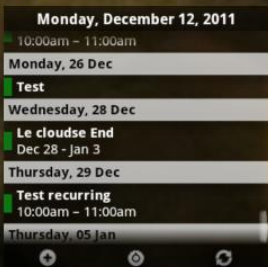 Monday, December 12, 2011
10:00am – 11:00am
Monday, 26 Dec
Test
Wednesday, 28 Dec
Le cloudse End
Dec 28 - Jan 3
Thursday, 29 Dec
Test recurring
10:00am – 11:00am
Thursday, 05 Jan